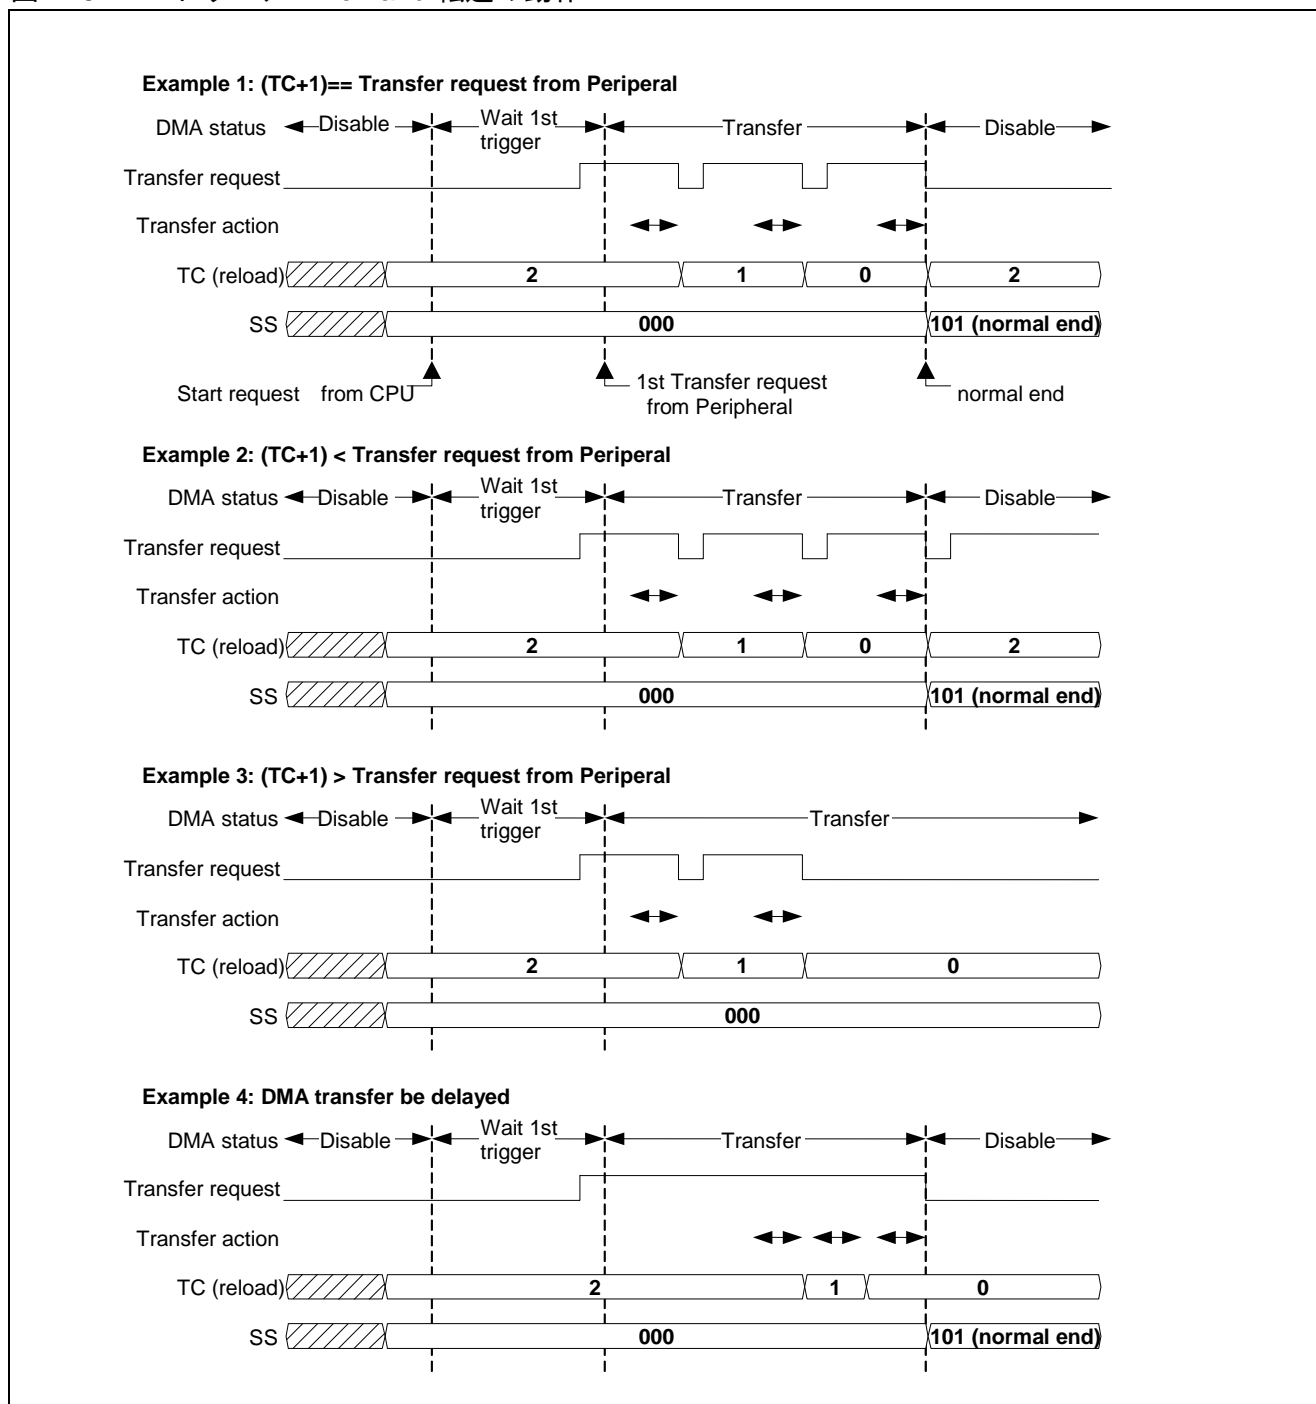 Example 1: (TC+1)== Transfer request from Periperal
DMA status Disable Wait 1st trigger Transfer Disable
Transfer request
Transfer action
TC (reload) 2 1 0 2
SS 000 101 (normal end)
Start request from CPU 1st Transfer request from Peripheral normal end
Example 2: (TC+1) < Transfer request from Periperal
DMA status Disable Wait 1st trigger Transfer Disable
Transfer request
Transfer action
TC (reload) 2 1 0 2
SS 000 101 (normal end)
Example 3: (TC+1) > Transfer request from Periperal
DMA status Disable Wait 1st trigger Transfer
Transfer request
Transfer action
TC (reload) 2 1 0
SS 000
Example 4: DMA transfer be delayed
DMA status Disable Wait 1st trigger Transfer Disable
Transfer request
Transfer action
TC (reload) 2 1 0
SS 000 101 (normal end)